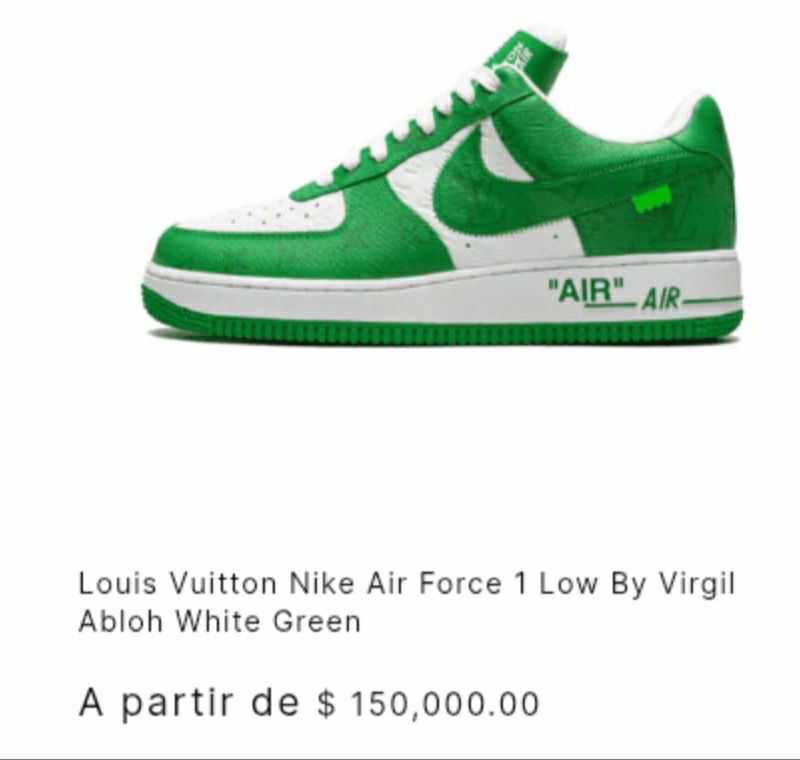 "AIR" AIR
Louis Vuitton Nike Air Force 1 Low By Virgil
Abloh White Green
A partir de $ 150,000.00